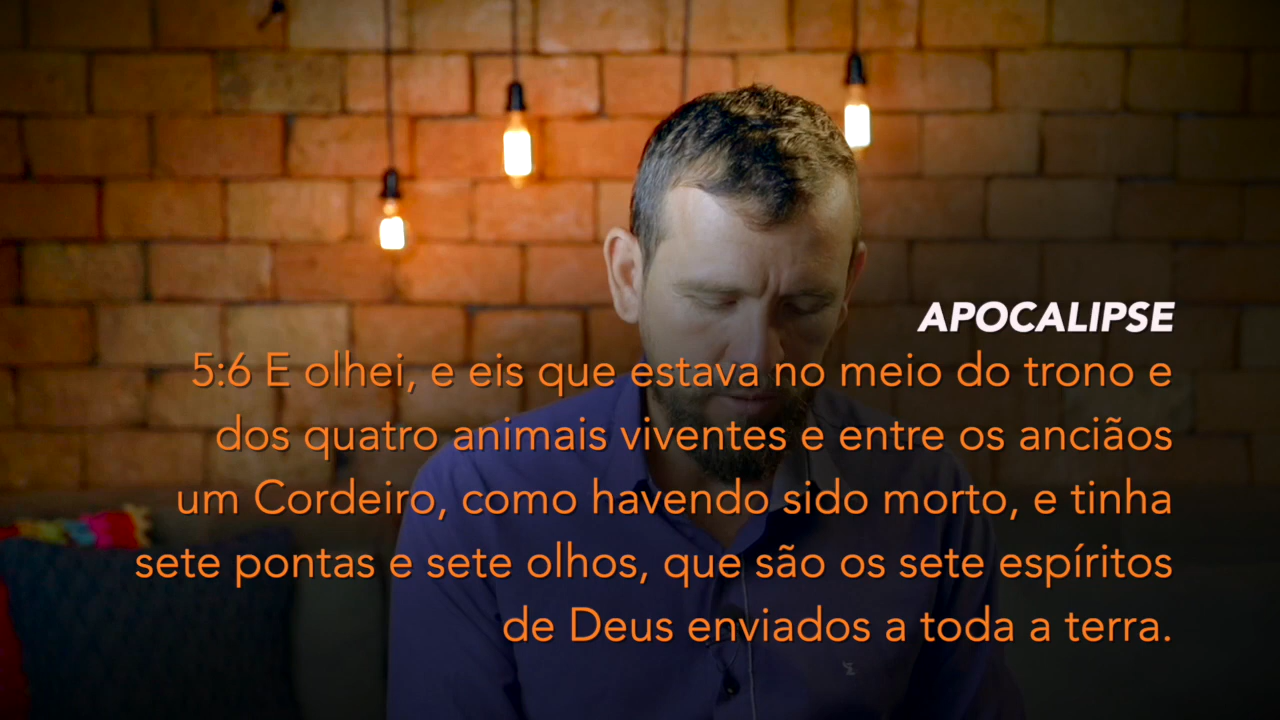 APOCALIPSE
5:6 E olhei, e eis que estava no meio do trono e
dos quatro animais viventes e entre os anciãos
um Cordeiro, como havendo sido morto, e tinha
sete pontas e sete olhos, que são os sete espíritos
de Deus enviados a toda a terra.